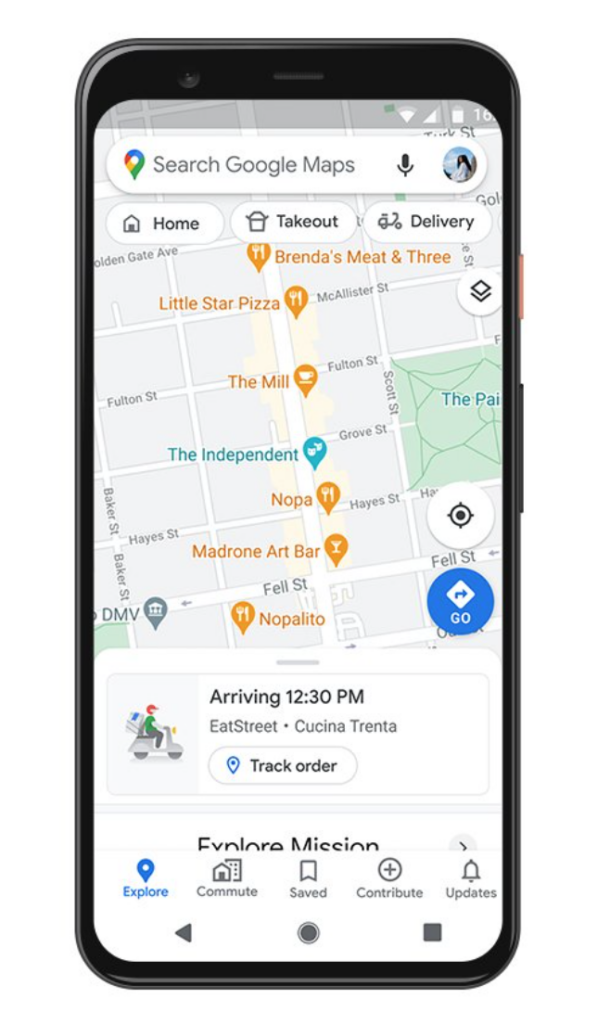 16:
Turk St
Search Google Maps
Gol
Home
Takeout
Delivery
olden Gate Ave
Brenda's Meat & Three
Little Star Pizza
McAllister St
The Mill
Fulton St
Scott St
Fulton St
The Pai
Grove St
The Independent
Nopa
Hayes St
Ha
Baker St
Hayes St
Madrone Art Bar
Baker St
Fell St
Fell St
GO
DMV
Nopalito
Arriving 12:30 PM
EatStreet • Cucina Trenta
Track order
Explore Mission
Explore
Commute
Saved
Contribute
Updates